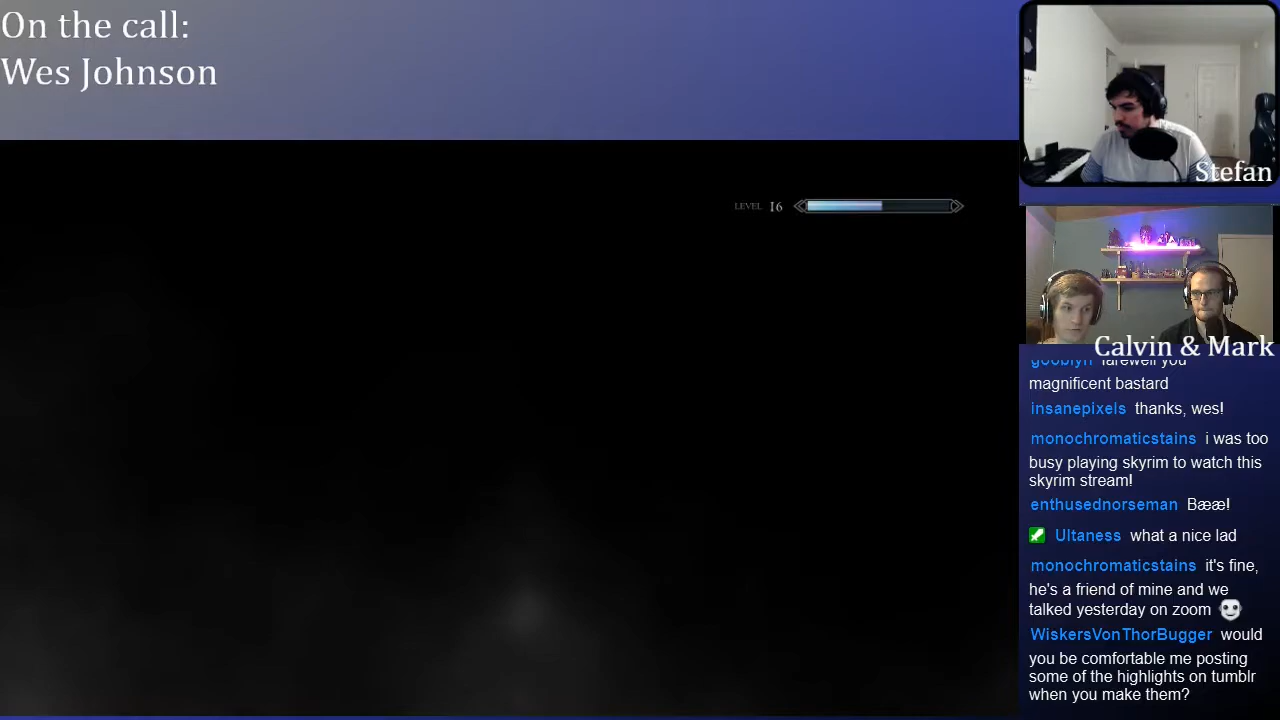 On the call:
Wes Johnson
LEVEL 16
Stefan
Calvin & Mark
gooblyn farewell you
magnificent bastard
insanepixels thanks, wes!
monochromaticstains i was too
busy playing skyrim to watch this
skyrim stream!
enthusednorseman Bææ!
Ultaness what a nice lad
monochromaticstains it's fine,
he's a friend of mine and we
talked yesterday on zoom
WiskersVonThorBugger would
you be comfortable me posting
some of the highlights on tumblr
when you make them?